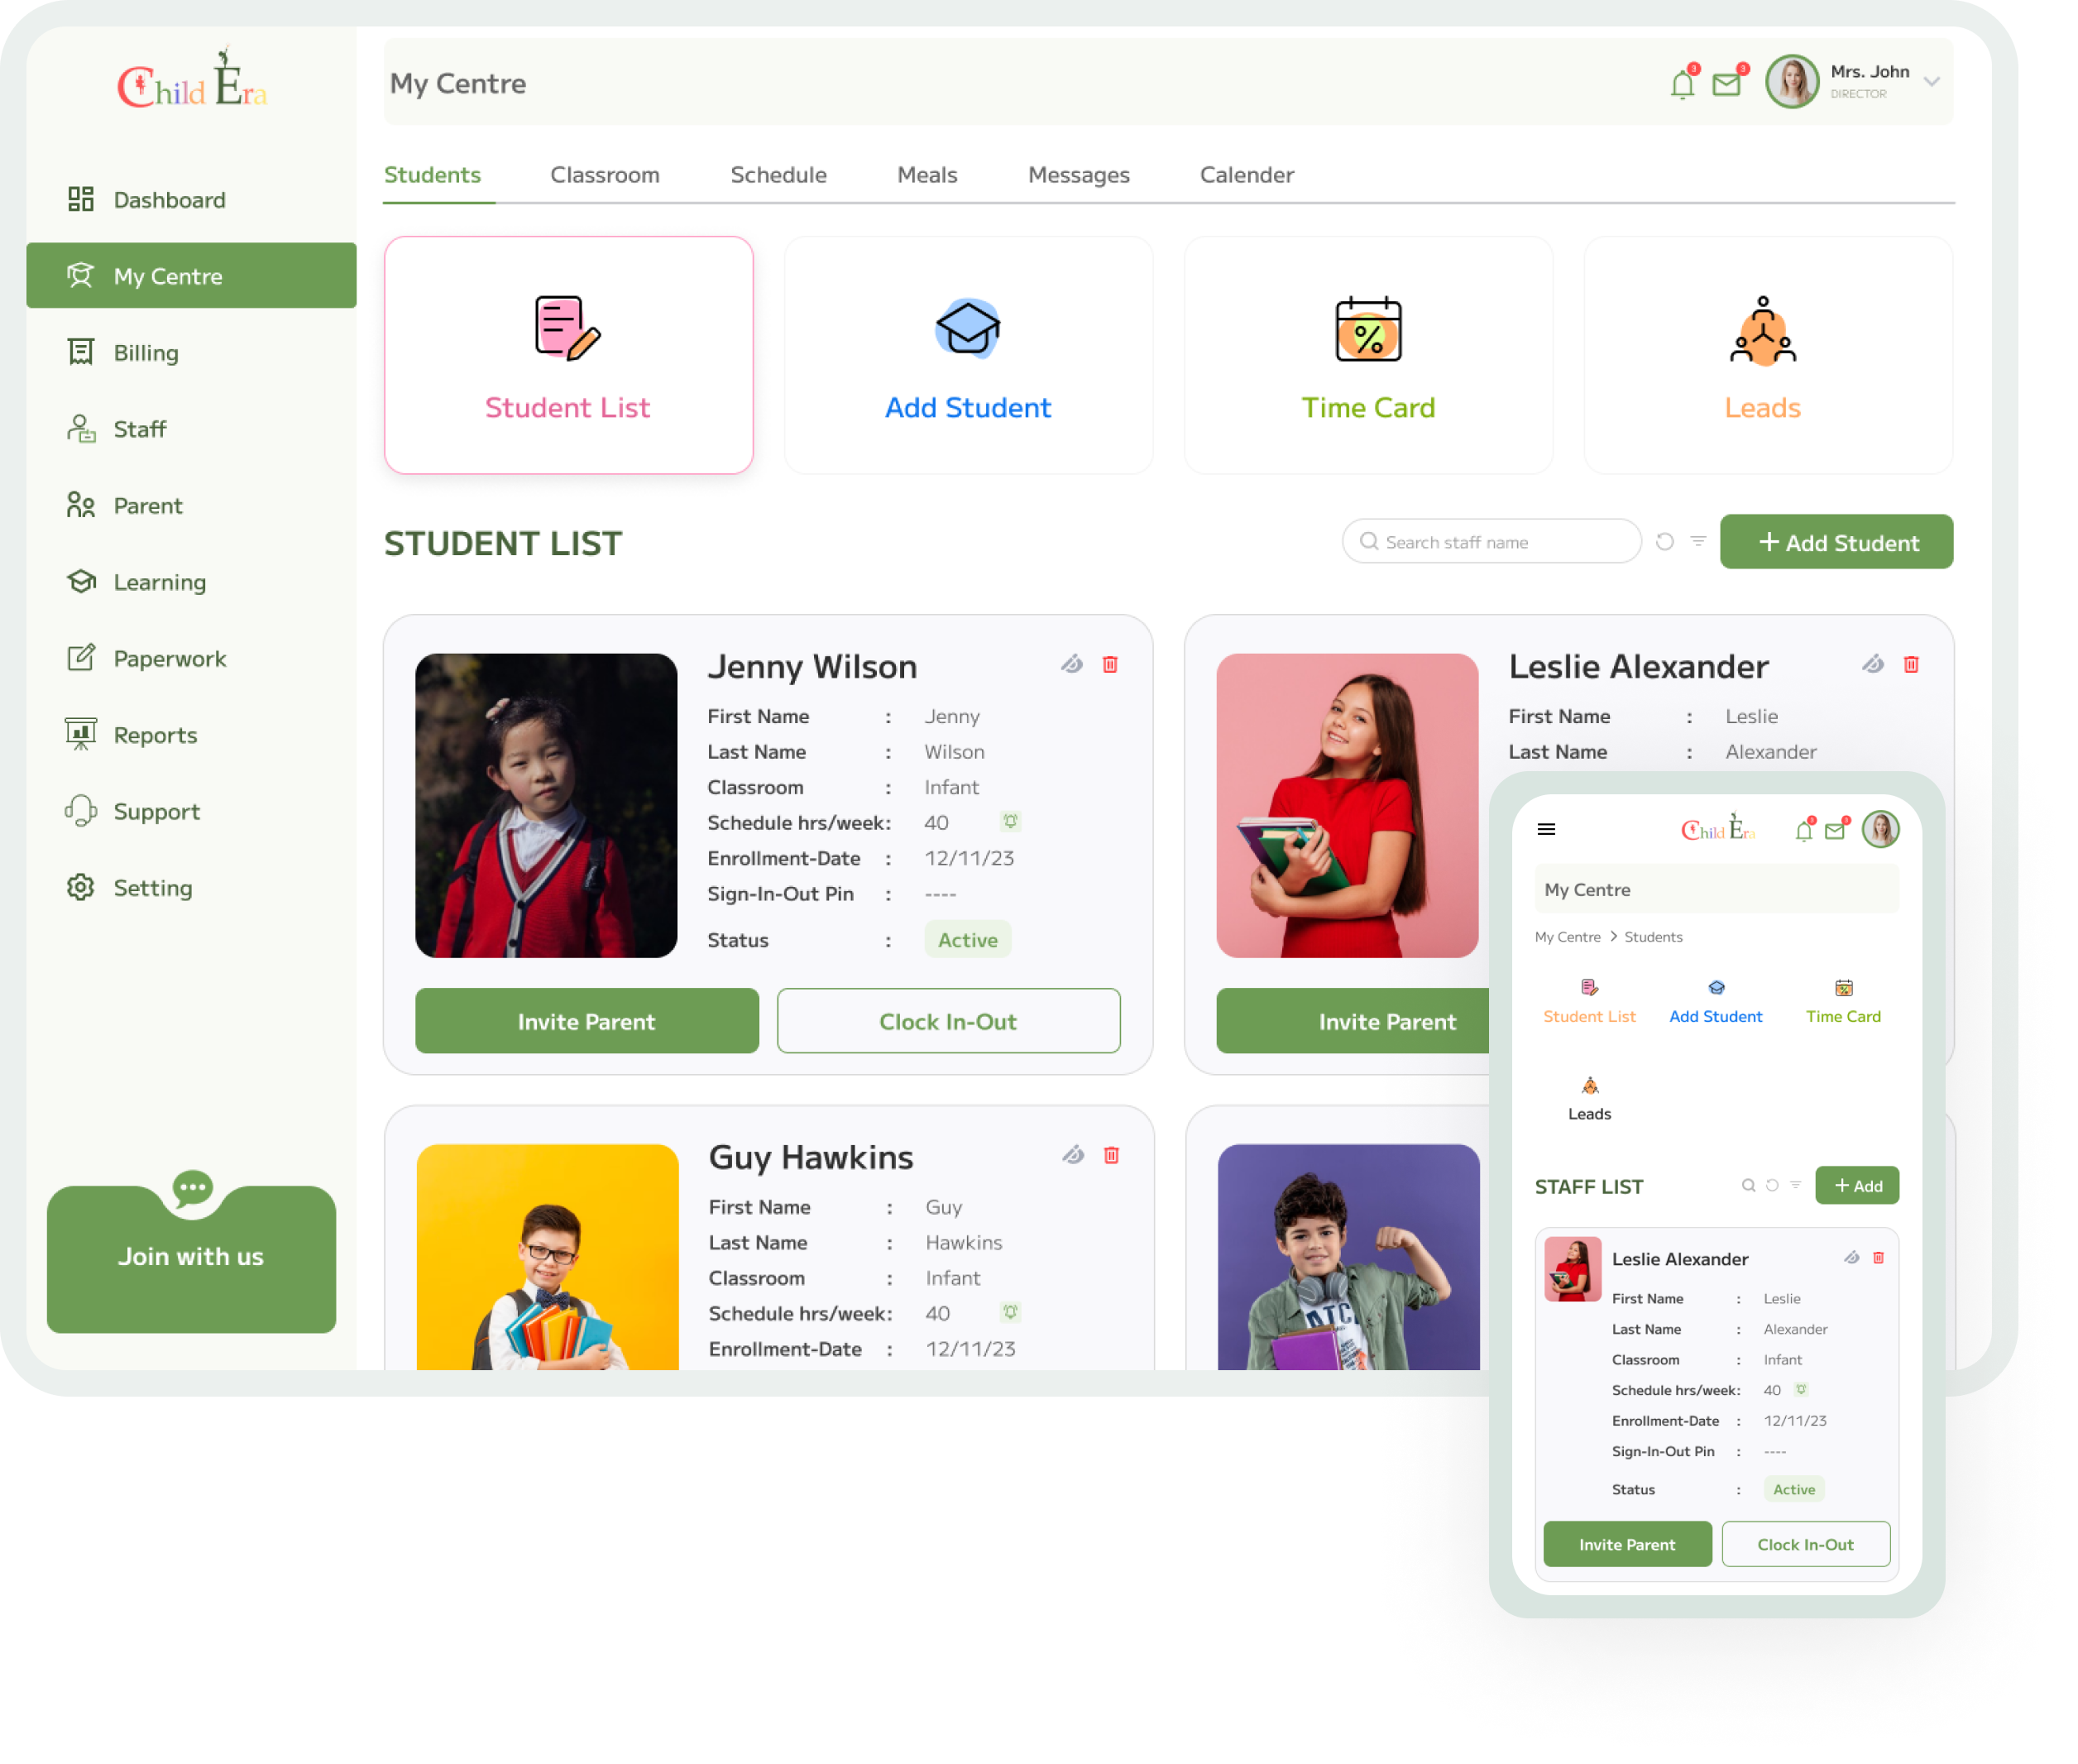 Child Era
Dashboard
My Centre
Billing
Staff
Parent
Learning
Paperwork
Reports
Support
Setting
Join with us
My Centre
3
3
Mrs. John
DIRECTOR
Students Classroom Schedule Meals Messages Calender
Student List
Add Student
%
Time Card
Leads
STUDENT LIST
Search staff name
+ Add Student
Jenny Wilson
First Name : Jenny
Last Name : Wilson
Classroom : Infant
Schedule hrs/week: 40
Enrollment-Date : 12/11/23
Sign-In-Out Pin : ----
Status : Active
Invite Parent
Clock In-Out
Leslie Alexander
First Name : Leslie
Last Name : Alexander
Invite Parent
Guy Hawkins
First Name : Guy
Last Name : Hawkins
Classroom : Infant
Schedule hrs/week: 40
Enrollment-Date : 12/11/23
Child Era
3
3
My Centre
My Centre > Students
Student List
Add Student
Time Card
Leads
STAFF LIST
+ Add
Leslie Alexander
First Name : Leslie
Last Name : Alexander
Classroom : Infant
Schedule hrs/week: 40
Enrollment-Date : 12/11/23
Sign-In-Out Pin : ----
Status : Active
Invite Parent
Clock In-Out